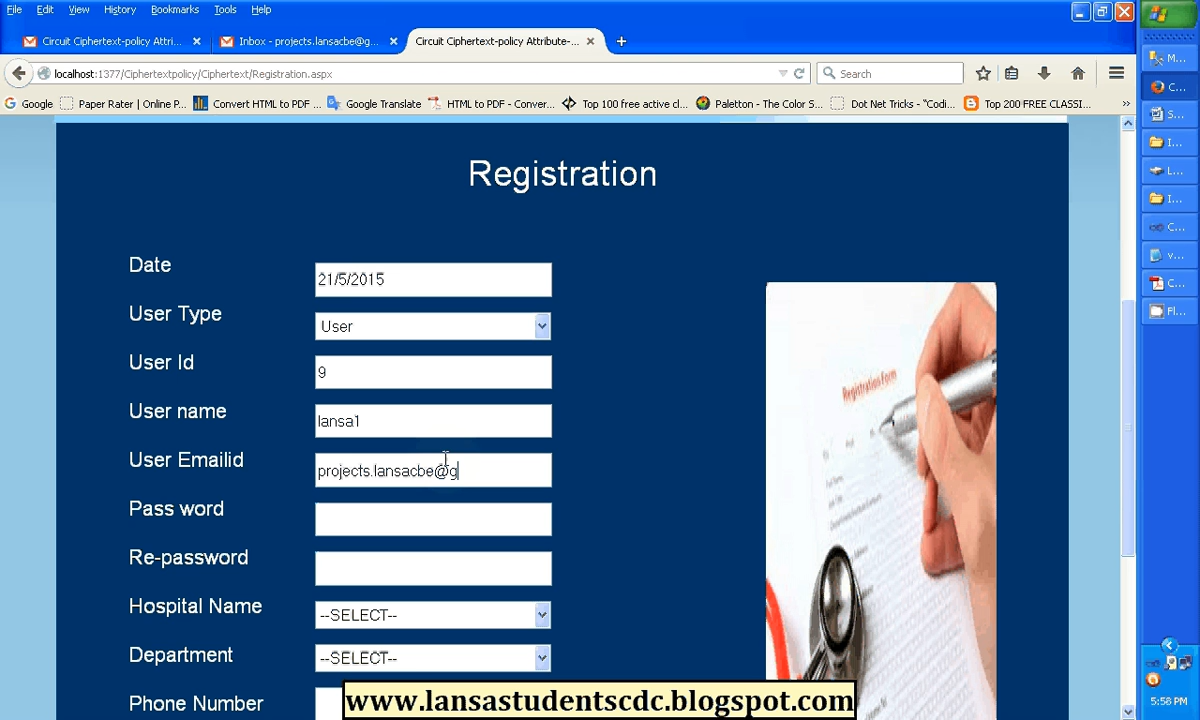 File Edit View History Bookmarks Tools Help
Circuit Ciphertext-policy Attri... Inbox - projects.lansacbe@g... Circuit Ciphertext-policy Attribute-...
localhost:1377/Ciphertextpolicy/Ciphertext/Registration.aspx Search
Google Paper Rater | Online P... Convert HTML to PDF ... Google Translate HTML to PDF - Conver... Top 100 free active cl... Paletton - The Color S... Dot Net Tricks - "Codi... Top 200 FREE CLASSI...
Registration
Date 21/5/2015
User Type User
User Id 9
User name lansa1
User Emailid projects.lansacbe@g
Pass word
Re-password
Hospital Name --SELECT--
Department --SELECT--
Phone Number
Registration Form
www.lansastudentscdc.blogspot.com
M...
C...
S...
I...
L...
I...
C...
v...
C...
Fl...
5:58 PM